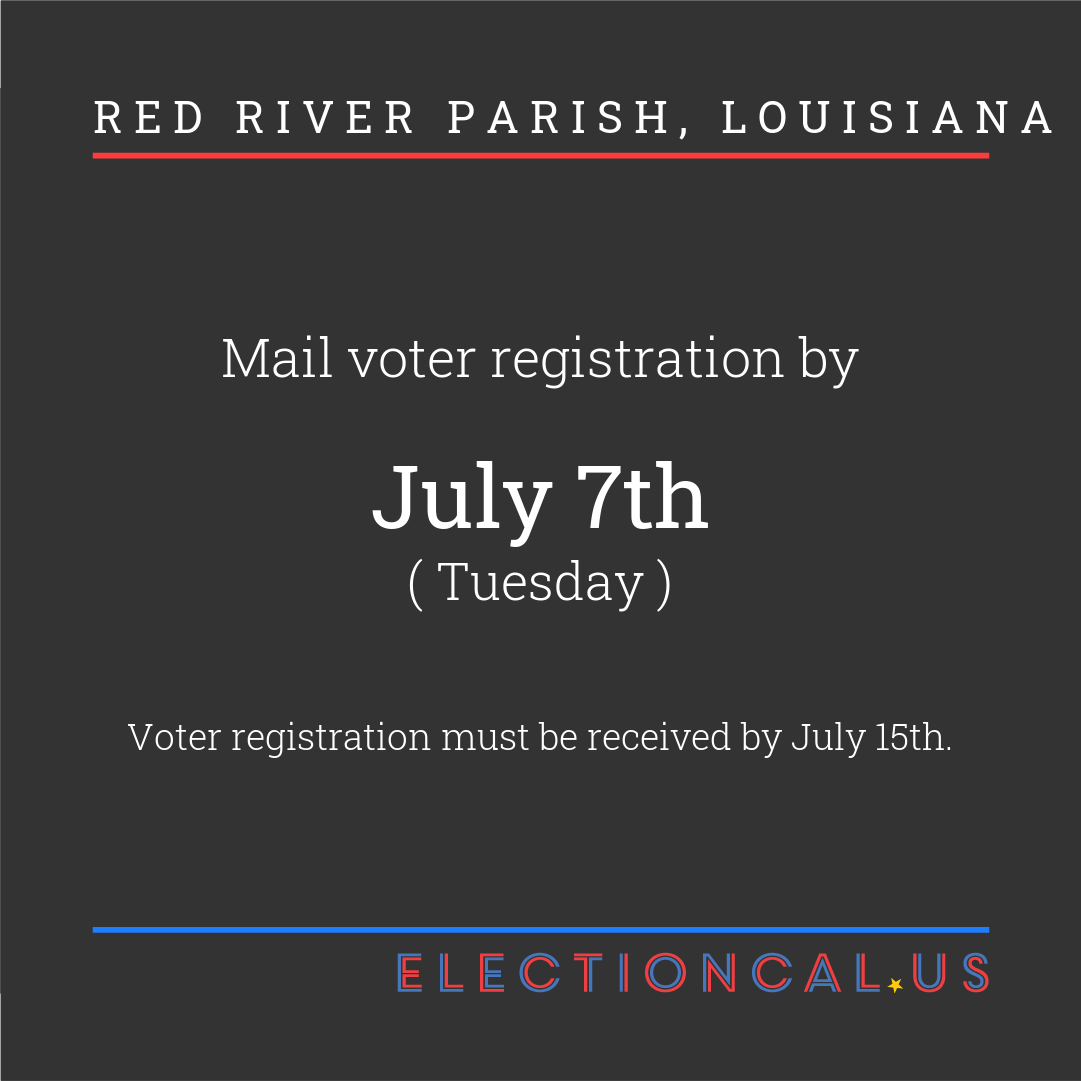 RED RIVER PARISH, LOUISIANA
Mail voter registration by
July 7th
( Tuesday )
Voter registration must be received by July 15th.
ELECTIONCAL.US